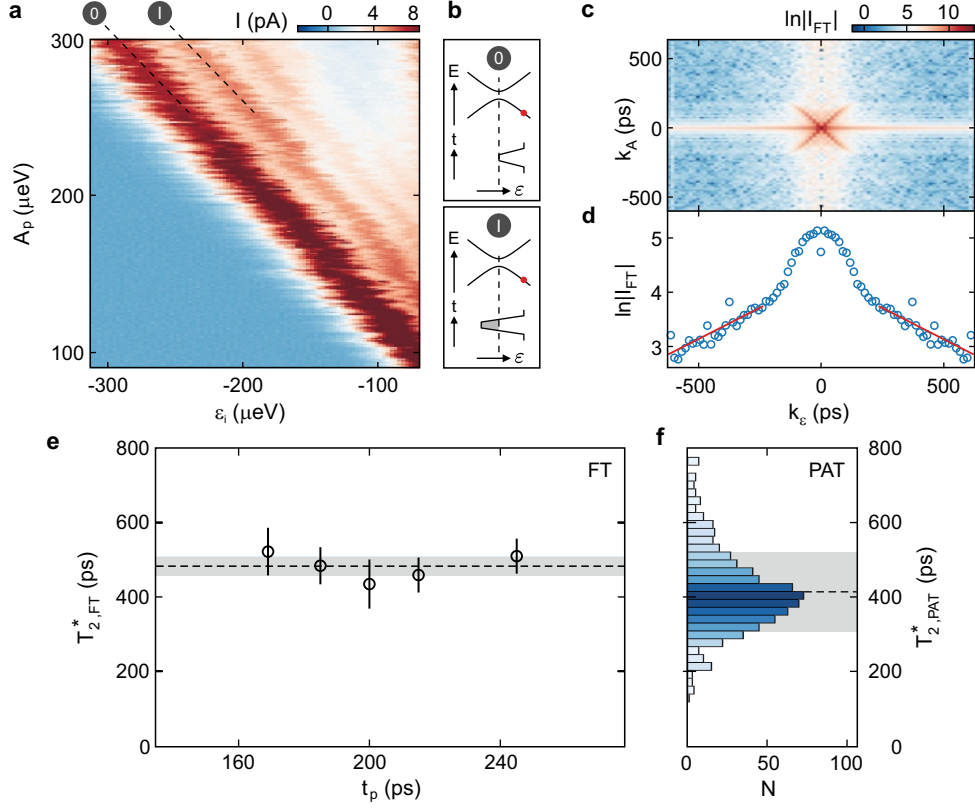 a
0
I
I (pA)
0
4
8
300
200
100
A_p (μeV)
-300
-200
-100
ε_i (μeV)
b
0
E
t
ε
I
E
t
ε
c
ln|I_FT|
0
5
10
500
0
-500
k_A (ps)
d
5
4
3
ln|I_FT|
-500
0
500
k_ε (ps)
e
FT
800
600
400
200
0
T*_2,FT (ps)
160
200
240
t_p (ps)
f
PAT
800
600
400
200
0
T*_2,PAT (ps)
0
50
100
N